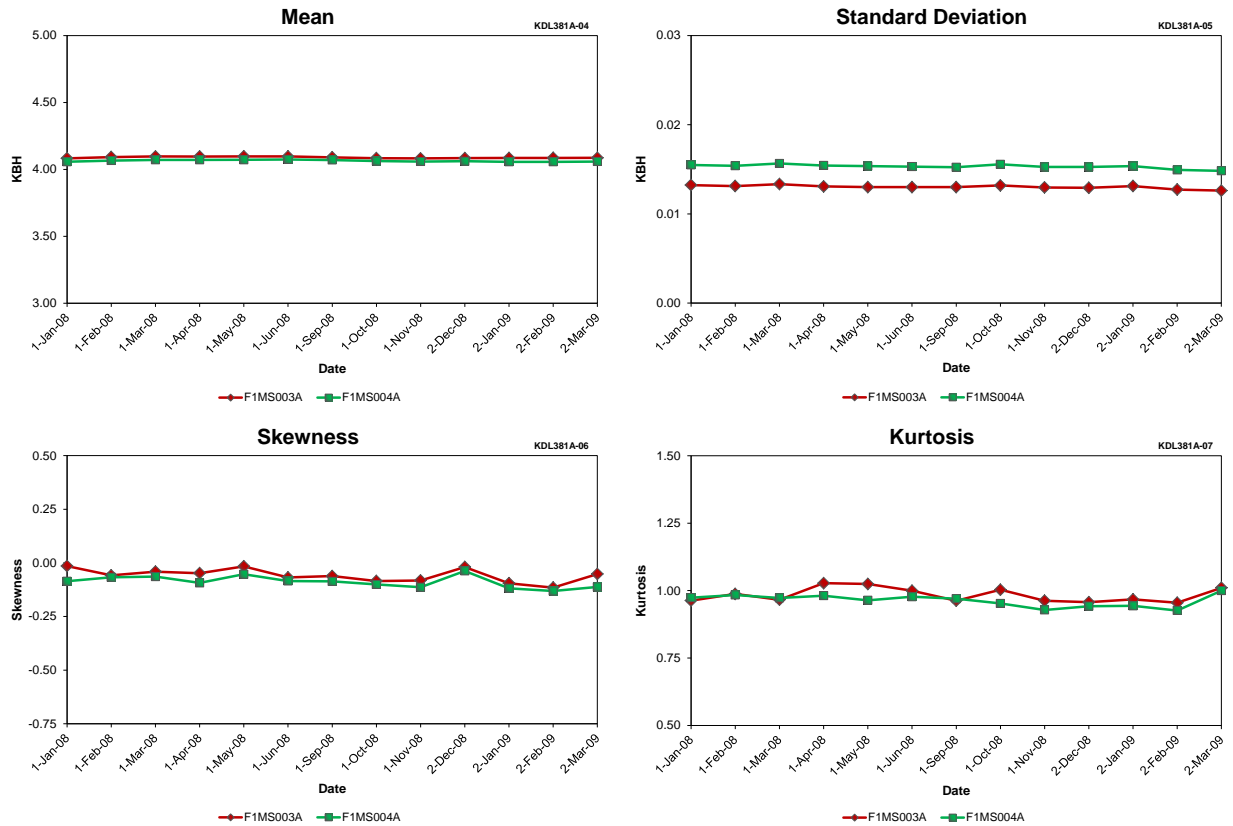 Mean
KDL381A-04
5.00
4.50
4.00
3.50
3.00
KBH
1-Jan-08
1-Feb-08
1-Mar-08
1-Apr-08
1-May-08
1-Jun-08
1-Sep-08
1-Oct-08
1-Nov-08
2-Dec-08
2-Jan-09
2-Feb-09
2-Mar-09
Date
F1MS003A F1MS004A
Standard Deviation
KDL381A-05
0.03
0.02
0.01
0.00
KBH
1-Jan-08
1-Feb-08
1-Mar-08
1-Apr-08
1-May-08
1-Jun-08
1-Sep-08
1-Oct-08
1-Nov-08
2-Dec-08
2-Jan-09
2-Feb-09
2-Mar-09
Date
F1MS003A F1MS004A
Skewness
KDL381A-06
0.50
0.25
0.00
-0.25
-0.50
-0.75
Skewness
1-Jan-08
1-Feb-08
1-Mar-08
1-Apr-08
1-May-08
1-Jun-08
1-Sep-08
1-Oct-08
1-Nov-08
2-Dec-08
2-Jan-09
2-Feb-09
2-Mar-09
Date
F1MS003A F1MS004A
Kurtosis
KDL381A-07
1.50
1.25
1.00
0.75
0.50
Kurtosis
1-Jan-08
1-Feb-08
1-Mar-08
1-Apr-08
1-May-08
1-Jun-08
1-Sep-08
1-Oct-08
1-Nov-08
2-Dec-08
2-Jan-09
2-Feb-09
2-Mar-09
Date
F1MS003A F1MS004A